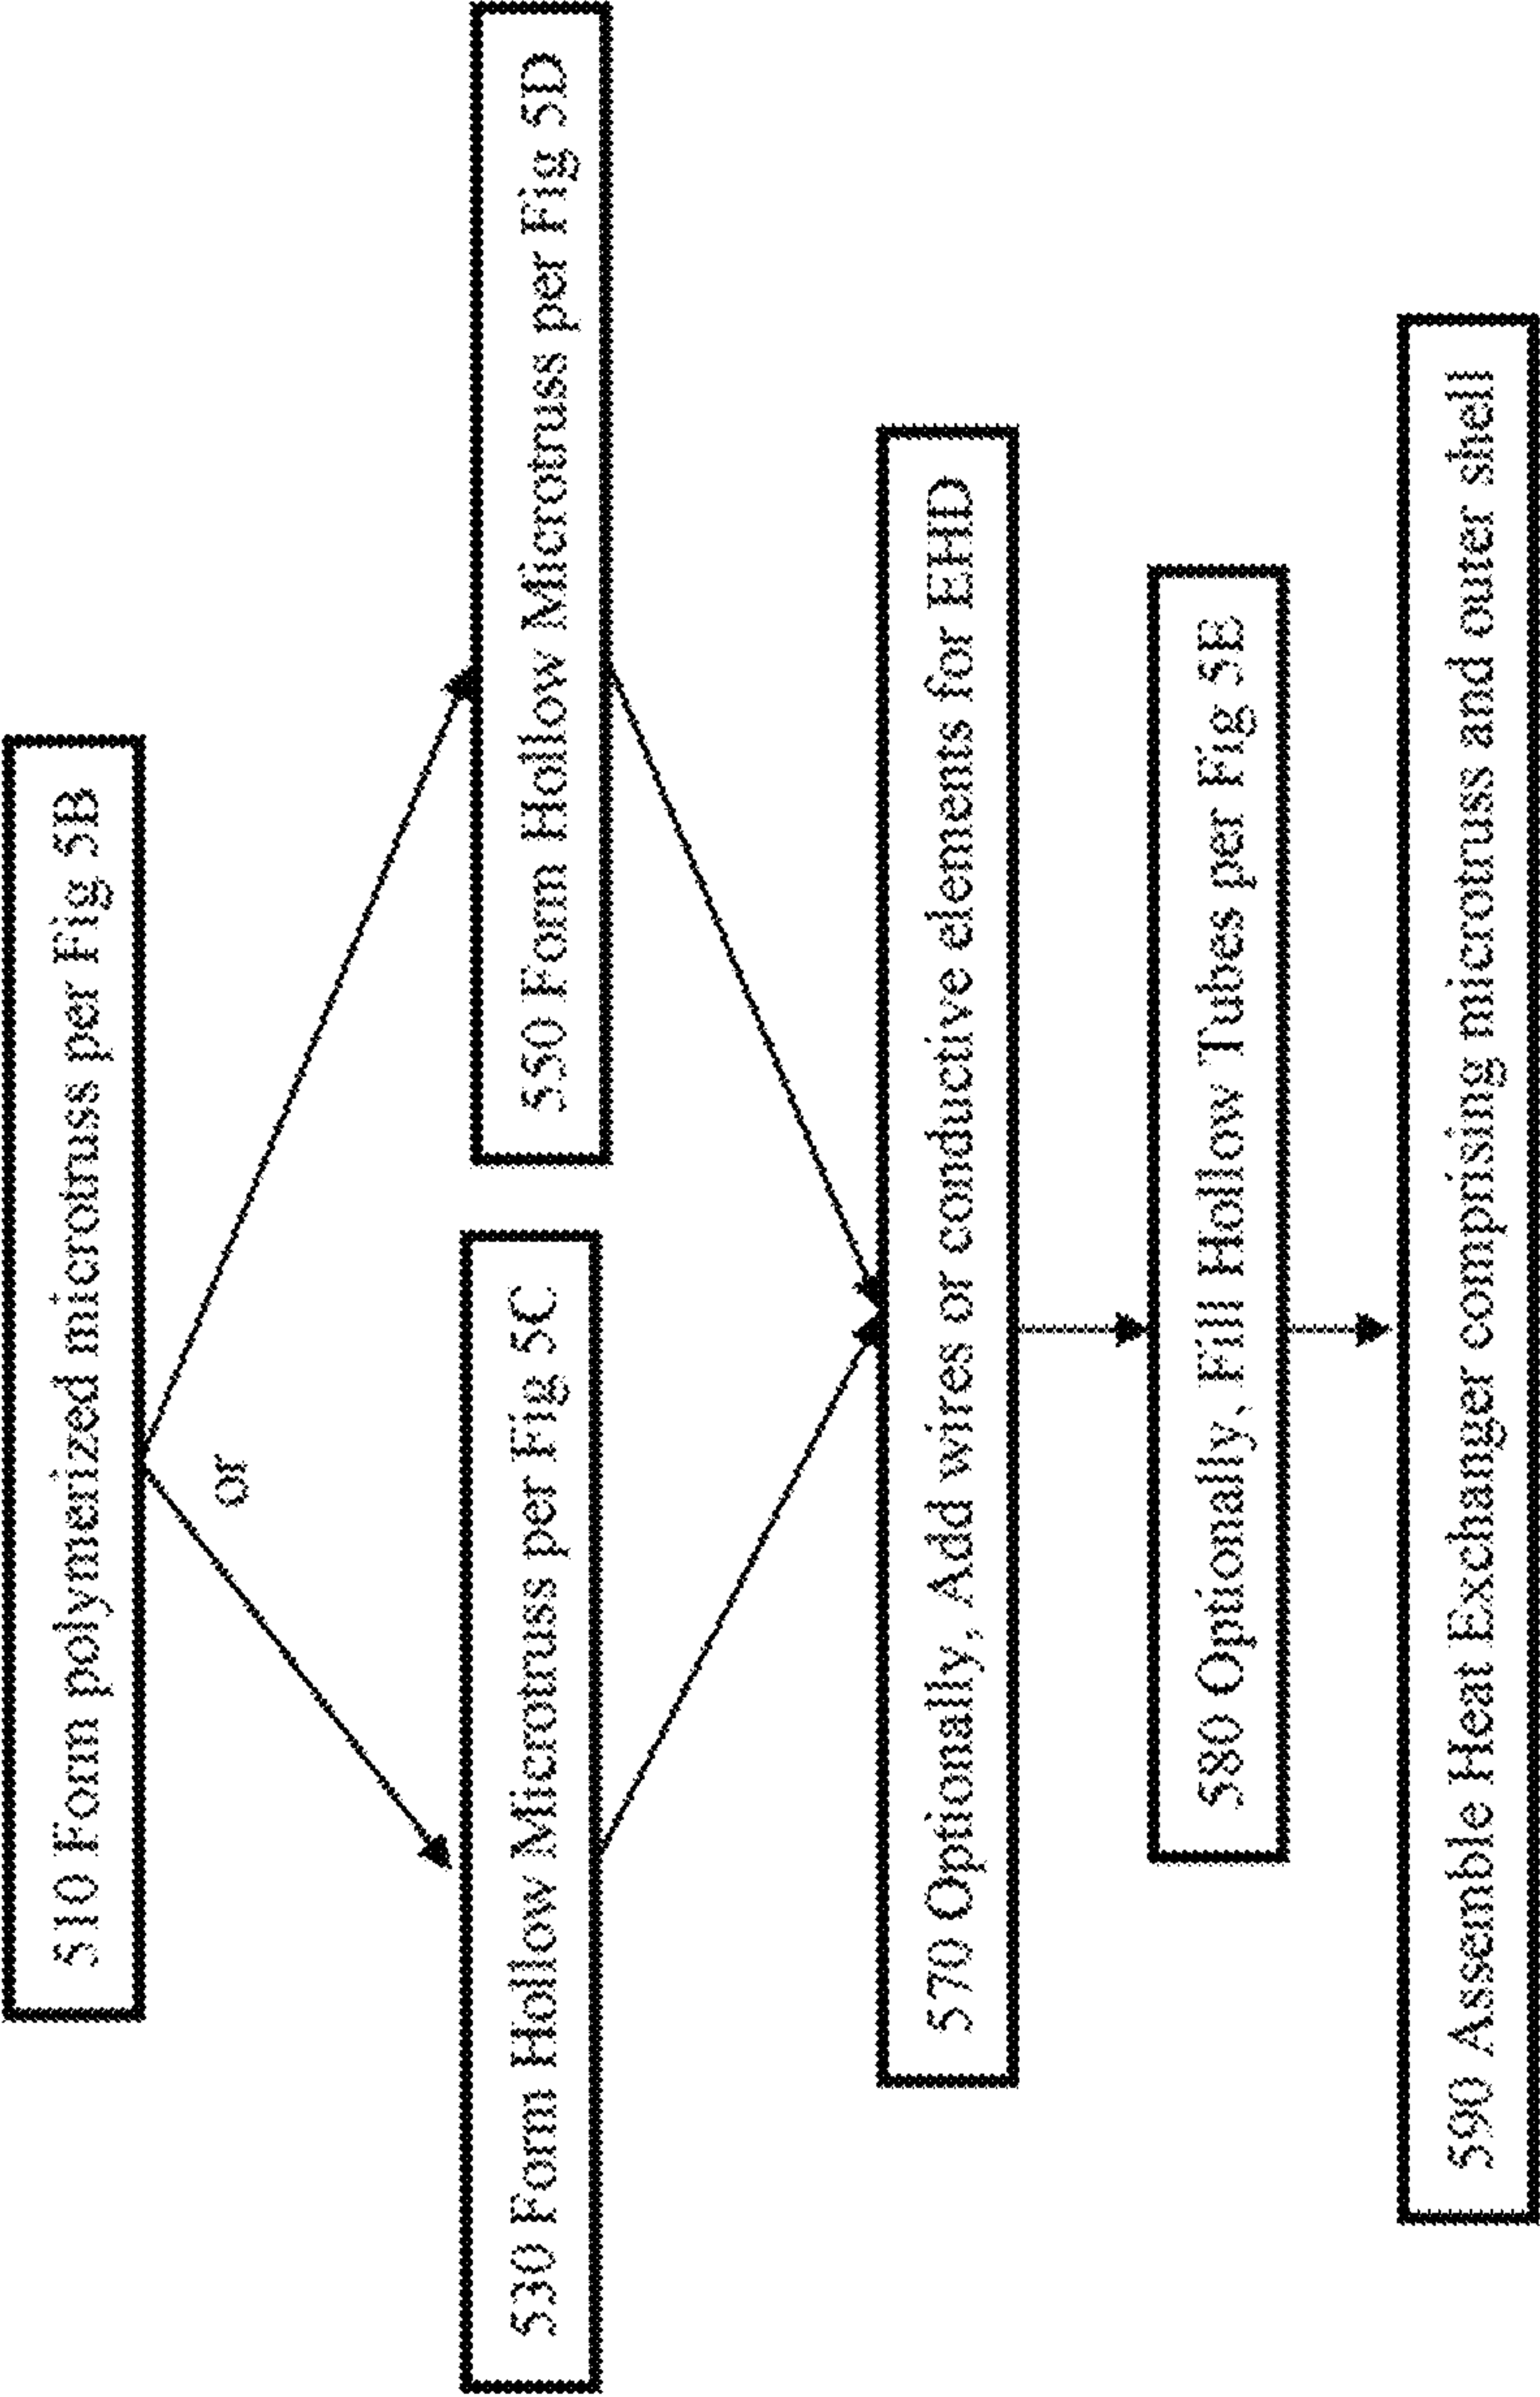 510 Form polymerized microtruss per Fig 5B
or
530 Form Hollow Microtruss per Fig 5C
550 Form Hollow Microtruss per Fig 5D
570 Optionally, Add wires or conductive elements for EHD
580 Optionally, Fill Hollow Tubes per Fig 5E
590 Assemble Heat Exchanger comprising microtruss and outer shell